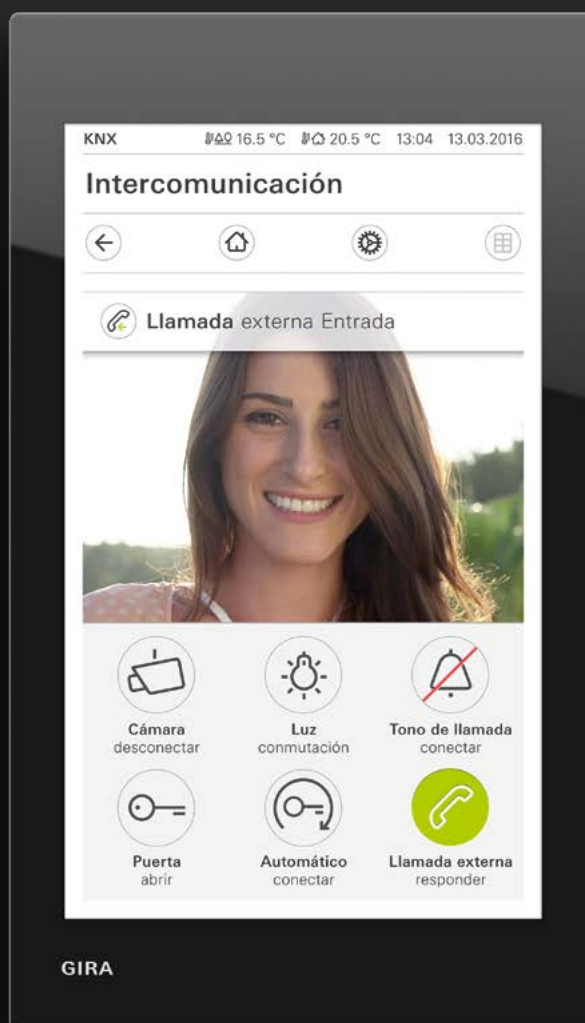 KNX 16.5 °C 20.5 °C 13:04 13.03.2016
Intercomunicación
Llamada externa Entrada
Cámara
desconectar
Luz
conmutación
Tono de llamada
conectar
Puerta
abrir
Automático
conectar
Llamada externa
responder
GIRA